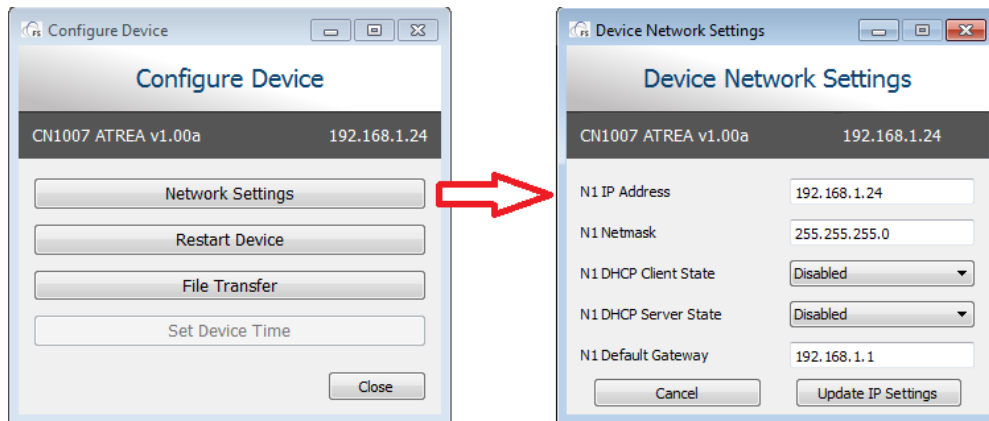 Configure Device
Configure Device
CN1007 ATREA v1.00a 192.168.1.24
Network Settings
Restart Device
File Transfer
Set Device Time
Close
Device Network Settings
Device Network Settings
CN1007 ATREA v1.00a 192.168.1.24
N1 IP Address 192.168.1.24
N1 Netmask 255.255.255.0
N1 DHCP Client State Disabled
N1 DHCP Server State Disabled
N1 Default Gateway 192.168.1.1
Cancel Update IP Settings